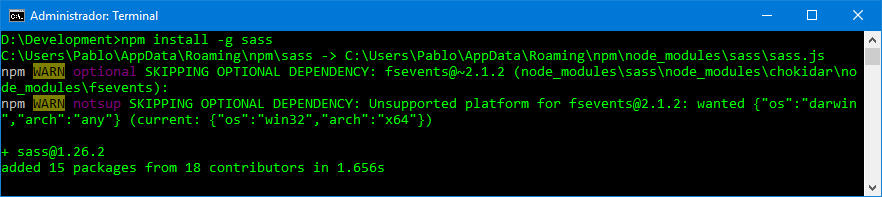 Administrador: Terminal
D:\Development>npm install -g sass
C:\Users\Pablo\AppData\Roaming\npm\sass -> C:\Users\Pablo\AppData\Roaming\npm\node_modules\sass\sass.js
npm WARN optional SKIPPING OPTIONAL DEPENDENCY: fsevents@~2.1.2 (node_modules\sass\node_modules\chokidar\no
de_modules\fsevents):
npm WARN notsup SKIPPING OPTIONAL DEPENDENCY: Unsupported platform for fsevents@2.1.2: wanted {"os":"darwin
","arch":"any"} (current: {"os":"win32","arch":"x64"})
+ sass@1.26.2
added 15 packages from 18 contributors in 1.656s